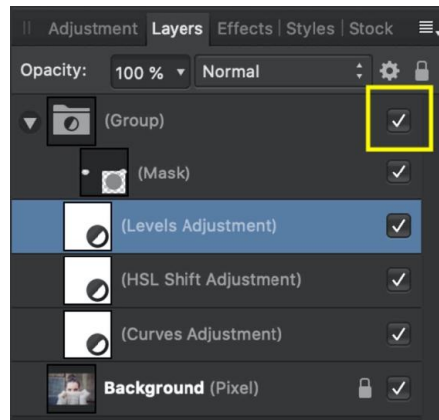 Adjustment Layers Effects Styles Stock
Opacity: 100 % Normal
(Group)
(Mask)
(Levels Adjustment)
(HSL Shift Adjustment)
(Curves Adjustment)
Background (Pixel)